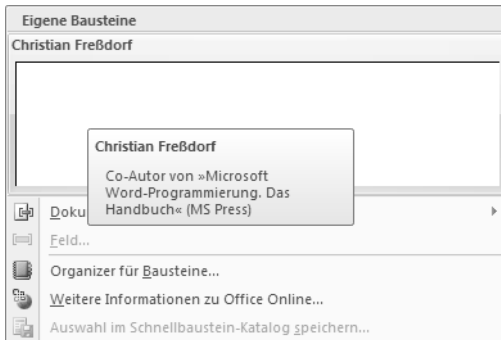 Eigene Bausteine
Christian Freßdorf
Christian Freßdorf
Co-Autor von »Microsoft
Word-Programmierung. Das
Handbuch« (MS Press)
Doku
Feld...
Organizer für Bausteine...
Weitere Informationen zu Office Online...
Auswahl im Schnellbaustein-Katalog speichern...